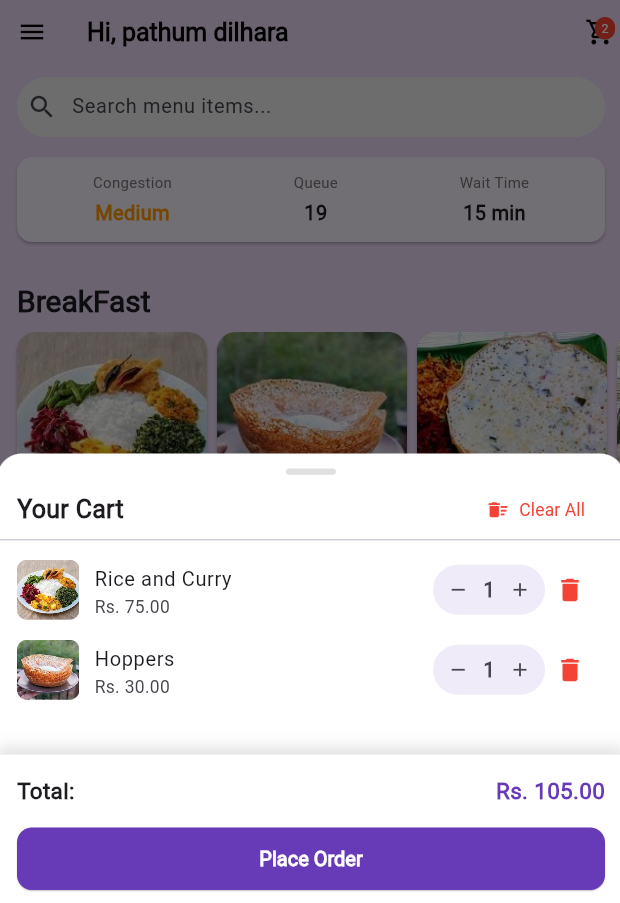 Hi, pathum dilhara
2
Search menu items...
Congestion Queue Wait Time
Medium 19 15 min
BreakFast
Your Cart Clear All
Rice and Curry
Rs. 75.00
1
Hoppers
Rs. 30.00
1
Total: Rs. 105.00
Place Order